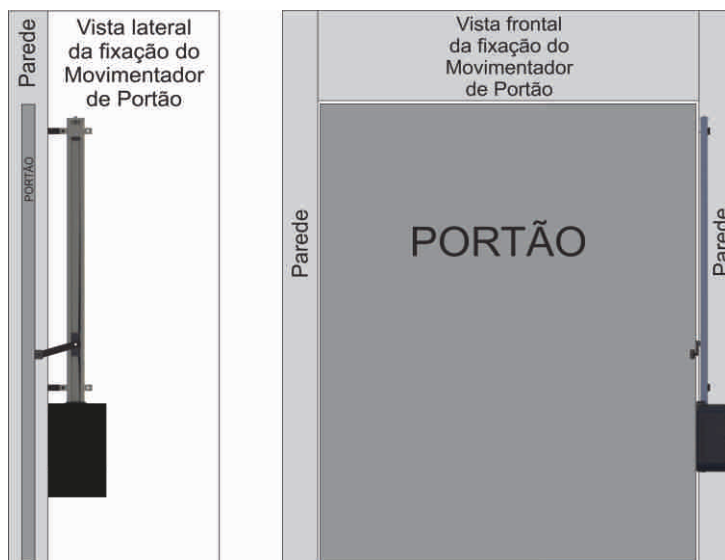 Parede
Vista lateral
da fixação do
Movimentador
de Portão
PORTÃO
Vista frontal
da fixação do
Movimentador
de Portão
Parede
PORTÃO
Parede